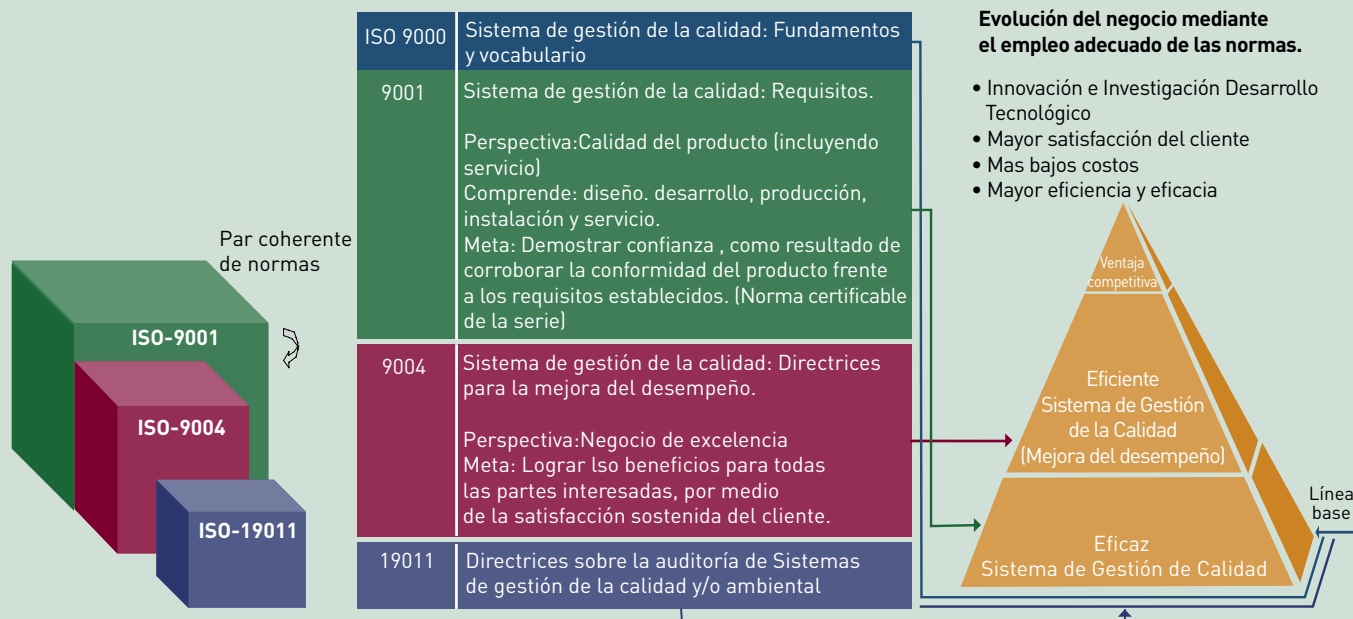 Par coherente
de normas
ISO-9001
ISO-9004
ISO-19011
ISO 9000
Sistema de gestión de la calidad: Fundamentos
y vocabulario
9001
Sistema de gestión de la calidad: Requisitos.
Perspectiva:Calidad del producto (incluyendo
servicio)
Comprende: diseño. desarrollo, producción,
instalación y servicio.
Meta: Demostrar confianza , como resultado de
corroborar la conformidad del producto frente
a los requisitos establecidos. (Norma certificable
de la serie)
9004
Sistema de gestión de la calidad: Directrices
para la mejora del desempeño.
Perspectiva:Negocio de excelencia
Meta: Lograr lso beneficios para todas
las partes interesadas, por medio
de la satisfacción sostenida del cliente.
19011
Directrices sobre la auditoría de Sistemas
de gestión de la calidad y/o ambiental
Evolución del negocio mediante
el empleo adecuado de las normas.
• Innovación e Investigación Desarrollo
Tecnológico
• Mayor satisfacción del cliente
• Mas bajos costos
• Mayor eficiencia y eficacia
Ventaja
competitiva
Eficiente
Sistema de Gestión
de la Calidad
(Mejora del desempeño)
Eficaz
Sistema de Gestión de Calidad
Línea
base